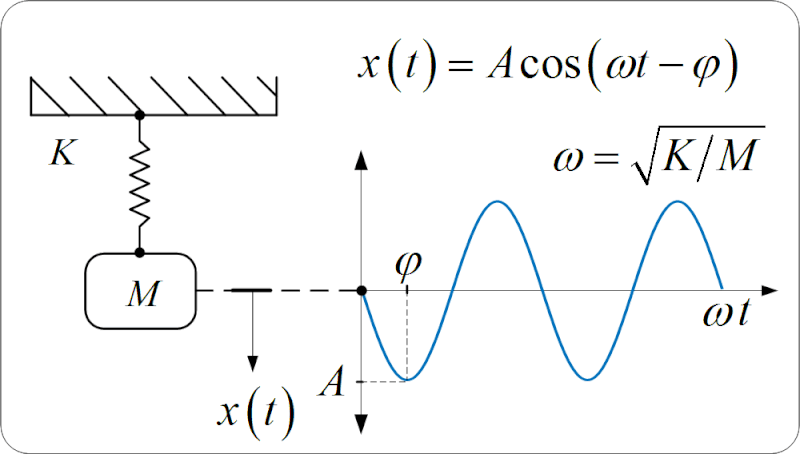 x(t) = A cos(ωt − φ)
K
ω = √K/M
M
φ
ωt
A
x(t)